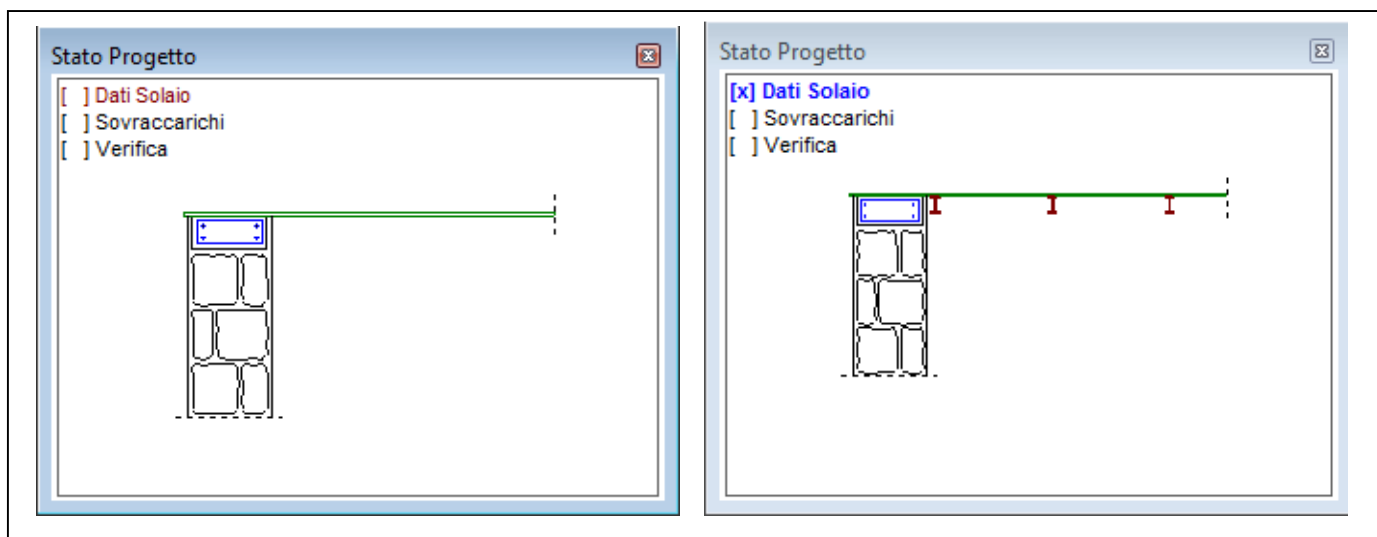 Stato Progetto
[ ] Dati Solaio
[ ] Sovraccarichi
[ ] Verifica
Stato Progetto
[x] Dati Solaio
[ ] Sovraccarichi
[ ] Verifica